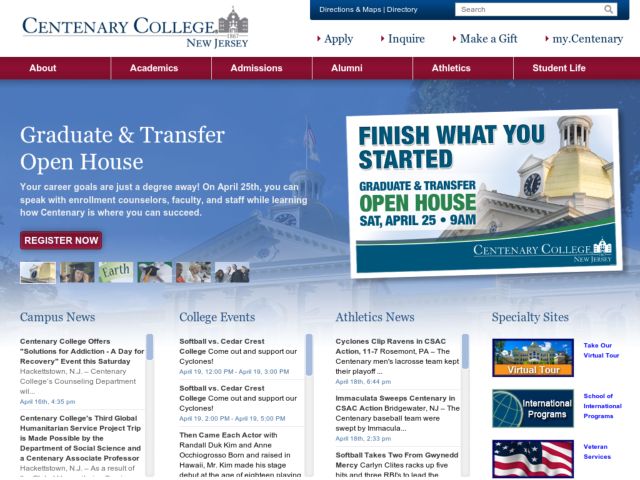 CENTENARY COLLEGE
1867
NEW JERSEY
Directions & Maps | Directory
Search
Apply
Inquire
Make a Gift
my.Centenary
About
Academics
Admissions
Alumni
Athletics
Student Life
Graduate & Transfer
Open House
Your career goals are just a degree away! On April 25th, you can
speak with enrollment counselors, faculty, and staff while learning
how Centenary is where you can succeed.
REGISTER NOW
Earth
FINISH WHAT YOU
STARTED
GRADUATE & TRANSFER
OPEN HOUSE
SAT, APRIL 25 • 9AM
CENTENARY COLLEGE
NEW JERSEY
Campus News
Centenary College Offers
"Solutions for Addiction - A Day for
Recovery" Event this Saturday
Hackettstown, N.J. – Centenary
College's Counseling Department
wil...
April 16th, 4:35 pm
Centenary College's Third Global
Humanitarian Service Project Trip
is Made Possible by the
Department of Social Science and
a Centenary Associate Professor
Hackettstown, N.J. – As a result of
College Events
Softball vs. Cedar Crest
College Come out and support our
Cyclones!
April 19, 12:00 PM - April 19, 3:00 PM
Softball vs. Cedar Crest
College Come out and support our
Cyclones!
April 19, 2:00 PM - April 19, 5:00 PM
Then Came Each Actor with
Randall Duk Kim and Anne
Occhiogrosso Born and raised in
Hawaii, Mr. Kim made his stage
debut at the age of eighteen playing
Athletics News
Cyclones Clip Ravens in CSAC
Action, 11-7 Rosemont, PA – The
Centenary men's lacrosse team kept
their playoff ...
April 18th, 6:44 pm
Immaculata Sweeps Centenary in
CSAC Action Bridgewater, NJ – The
Centenary baseball team were
swept by Immacula...
April 18th, 2:33 pm
Softball Takes Two From Gwynedd
Mercy Carlyn Clites racks up five
hits and three RBI's to lead the
Specialty Sites
Virtual Tour
Take Our
Virtual Tour
International
Programs
School of
International
Programs
Veteran
Services